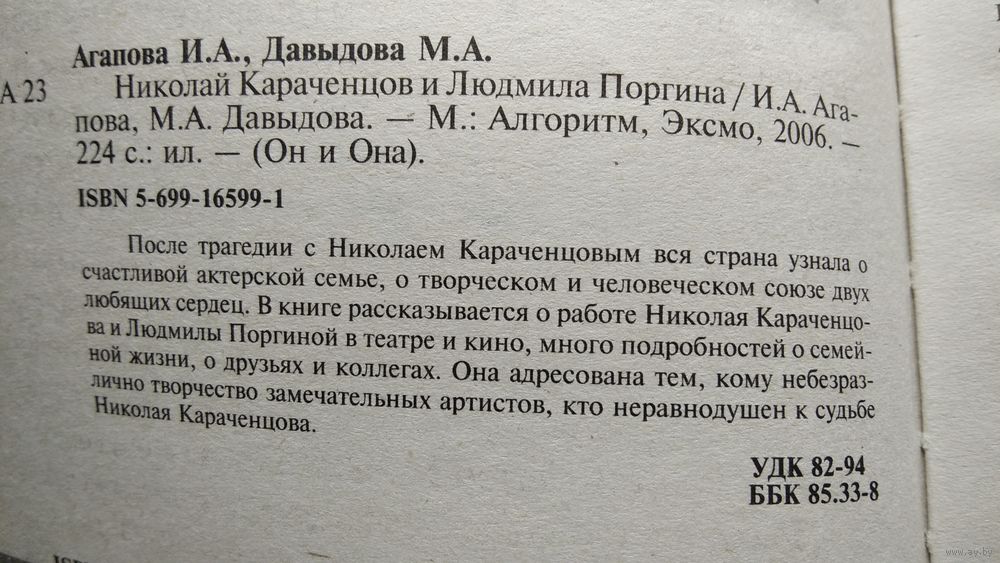 Агапова И.А., Давыдова М.А.
А 23 Николай Караченцов и Людмила Поргина / И.А. Ага-
пова, М.А. Давыдова. — М.: Алгоритм, Эксмо, 2006. —
224 с.: ил. — (Он и Она).
ISBN 5-699-16599-1
После трагедии с Николаем Караченцовым вся страна узнала о
счастливой актерской семье, о творческом и человеческом союзе двух
любящих сердец. В книге рассказывается о работе Николая Караченцо-
ва и Людмилы Поргиной в театре и кино, много подробностей о семей-
ной жизни, о друзьях и коллегах. Она адресована тем, кому небезраз-
лично творчество замечательных артистов, кто неравнодушен к судьбе
Николая Караченцова.
УДК 82-94
ББК 85.33-8
www.ay.by